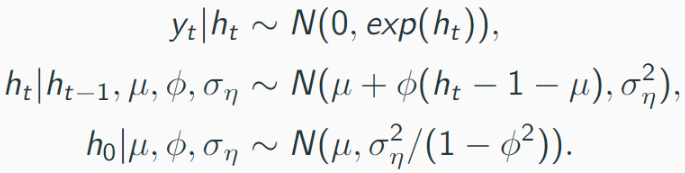 y_t|h_t ~ N(0, exp(h_t)),
h_t|h_{t−1}, μ, ϕ, σ_η ~ N(μ + ϕ(h_t − 1 − μ), σ_η^2),
h_0|μ, ϕ, σ_η ~ N(μ, σ_η^2/(1 − ϕ^2)).